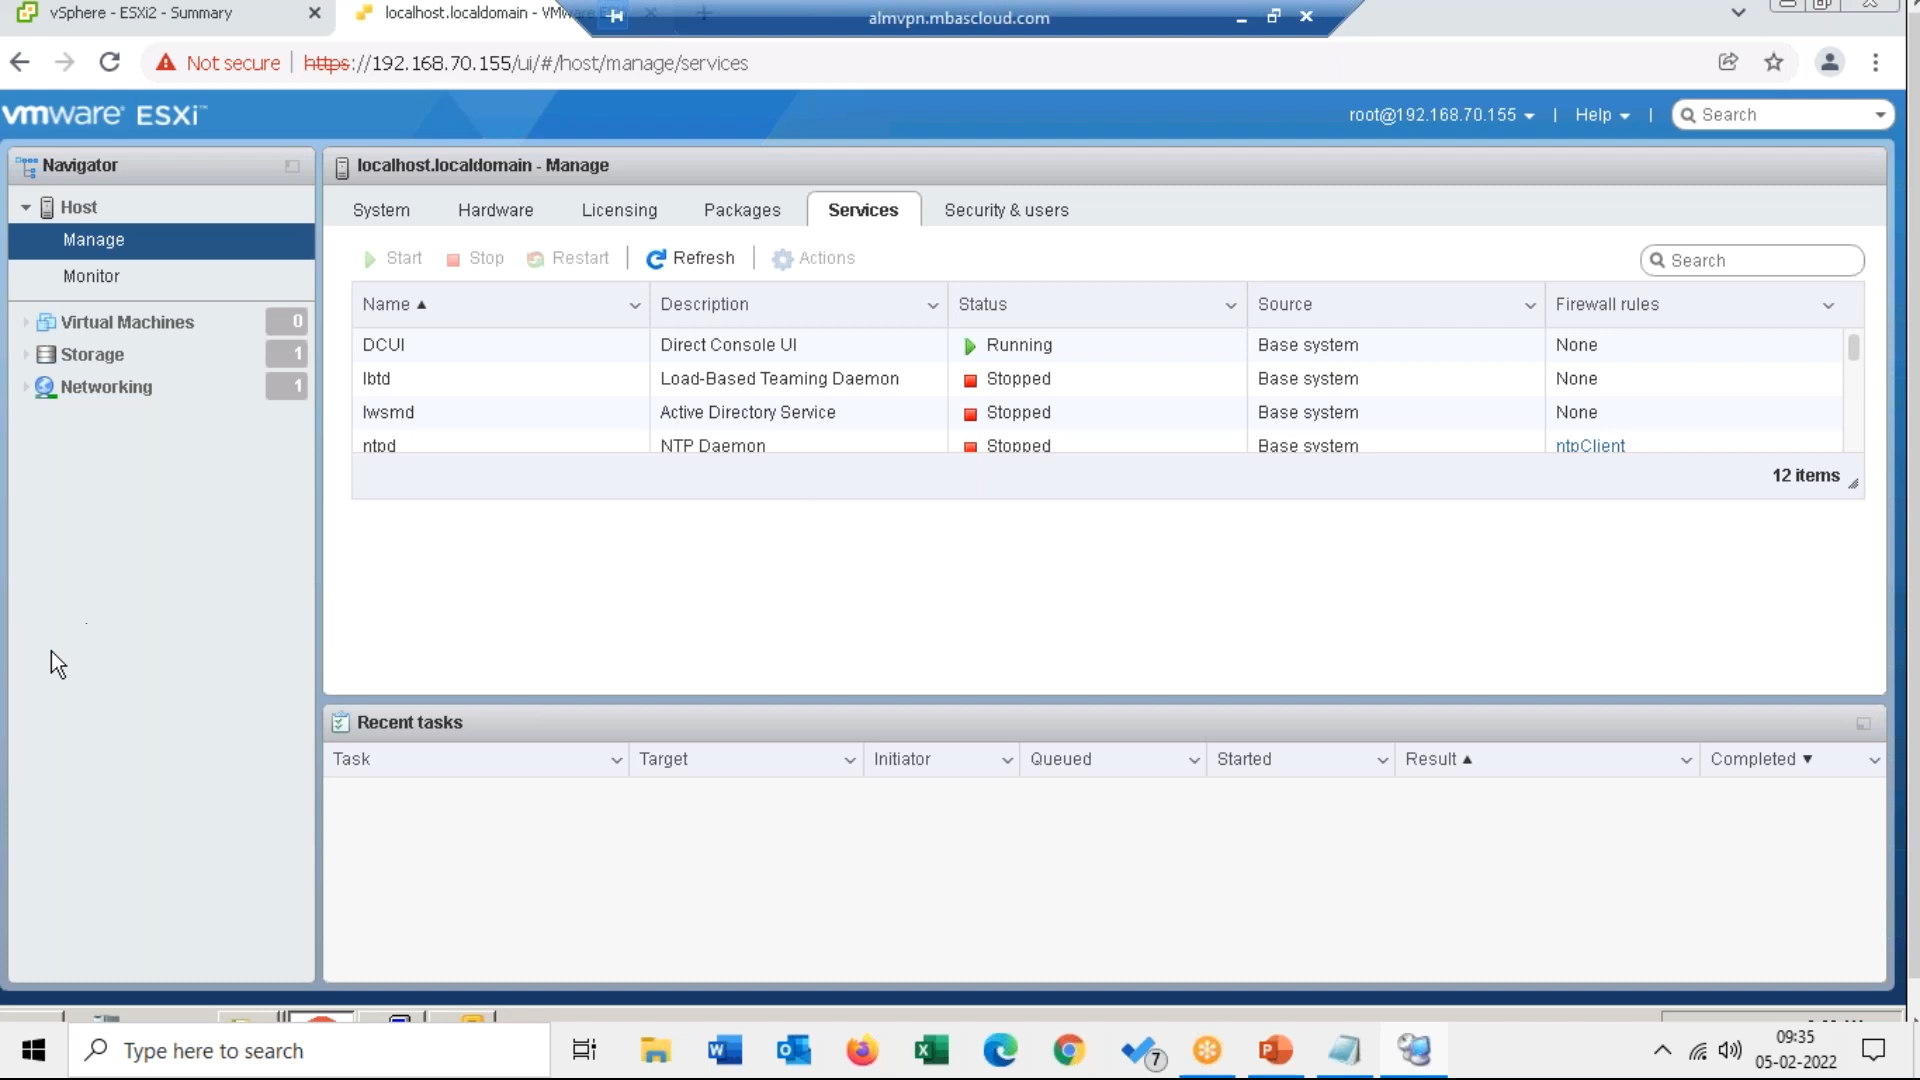 vSphere - ESXi2 - Summary
localhost.localdomain - VMware
almvpn.mbascloud.com
Not secure
https://192.168.70.155/ui/#/host/manage/services
vmware ESXi™
root@192.168.70.155 | Help | Search
Navigator
Host
Manage
Monitor
Virtual Machines 0
Storage 1
Networking 1
localhost.localdomain - Manage
System Hardware Licensing Packages Services Security & users
Start Stop Restart Refresh Actions Search
Name Description Status Source Firewall rules
DCUI Direct Console UI Running Base system None
lbtd Load-Based Teaming Daemon Stopped Base system None
lwsmd Active Directory Service Stopped Base system None
ntpd NTP Daemon Stopped Base system ntpClient
12 items
Recent tasks
Task Target Initiator Queued Started Result Completed
Type here to search
7
09:35
05-02-2022